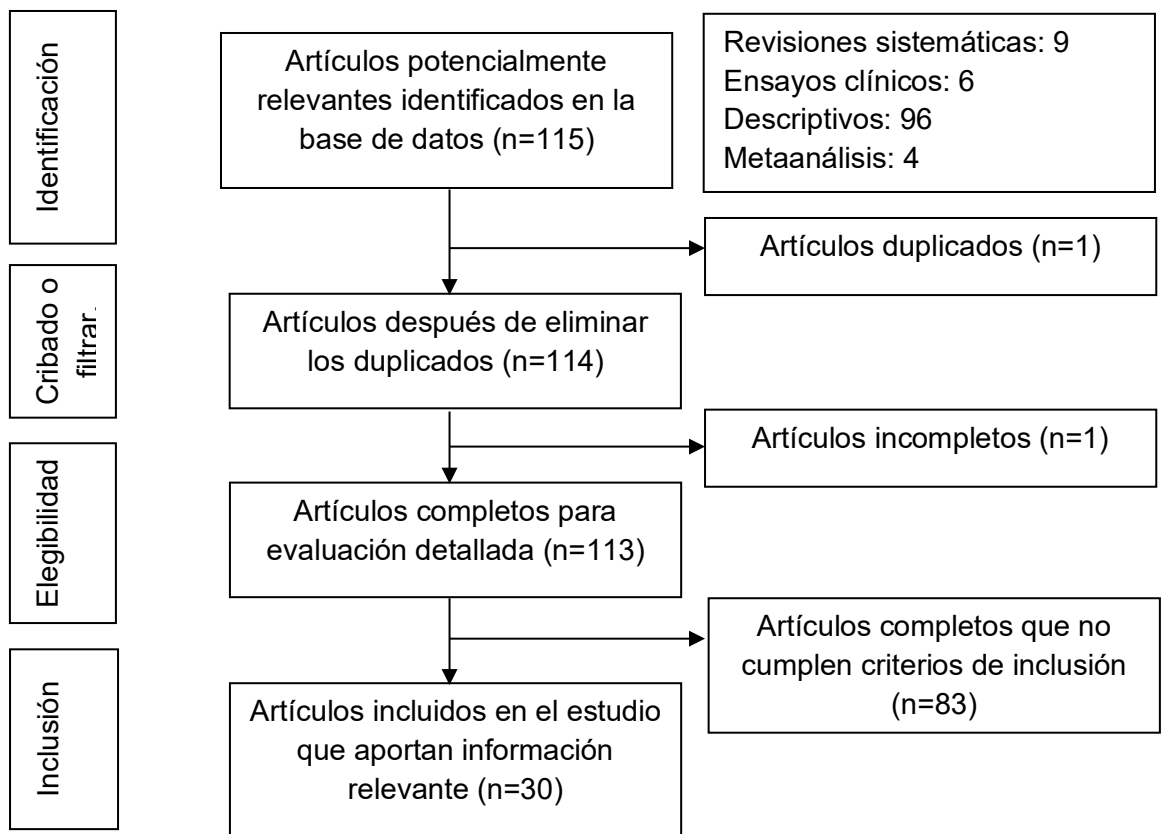 Identificación
Artículos potencialmente
relevantes identificados en la
base de datos (n=115)
Revisiones sistemáticas: 9
Ensayos clínicos: 6
Descriptivos: 96
Metaanálisis: 4
Artículos duplicados (n=1)
Cribado o
filtrar.
Artículos después de eliminar
los duplicados (n=114)
Artículos incompletos (n=1)
Elegibilidad
Artículos completos para
evaluación detallada (n=113)
Artículos completos que no
cumplen criterios de inclusión
(n=83)
Inclusión
Artículos incluidos en el estudio
que aportan información
relevante (n=30)